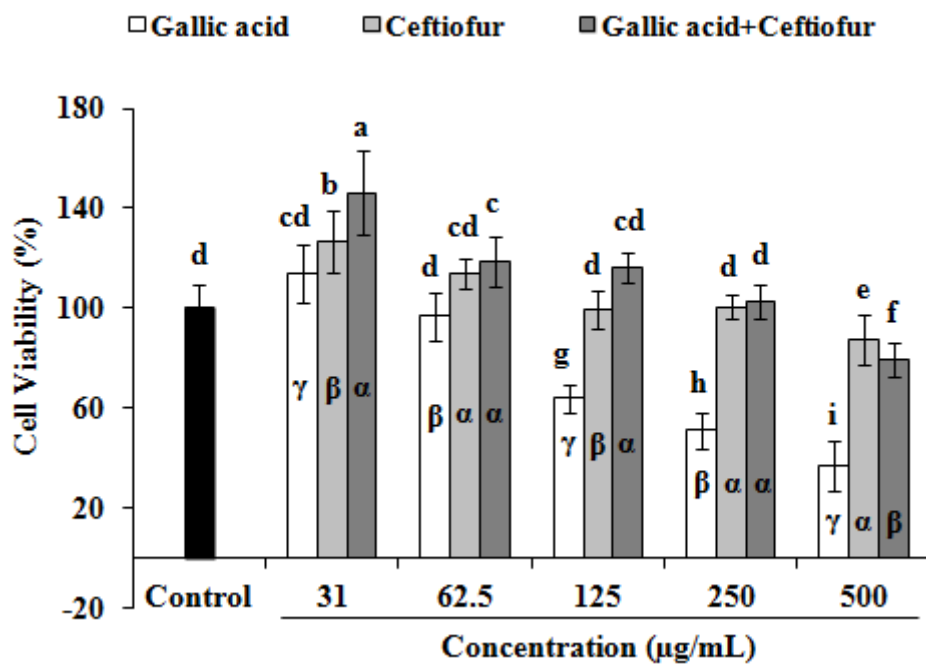 Gallic acid Ceftiofur Gallic acid+Ceftiofur
Cell Viability (%)
180
140
100
60
20
-20
d
cd b a
d cd c
g d cd
h d d
i e f
γ β α
β α α
γ β α
β α α
γ α β
Control 31 62.5 125 250 500
Concentration (µg/mL)